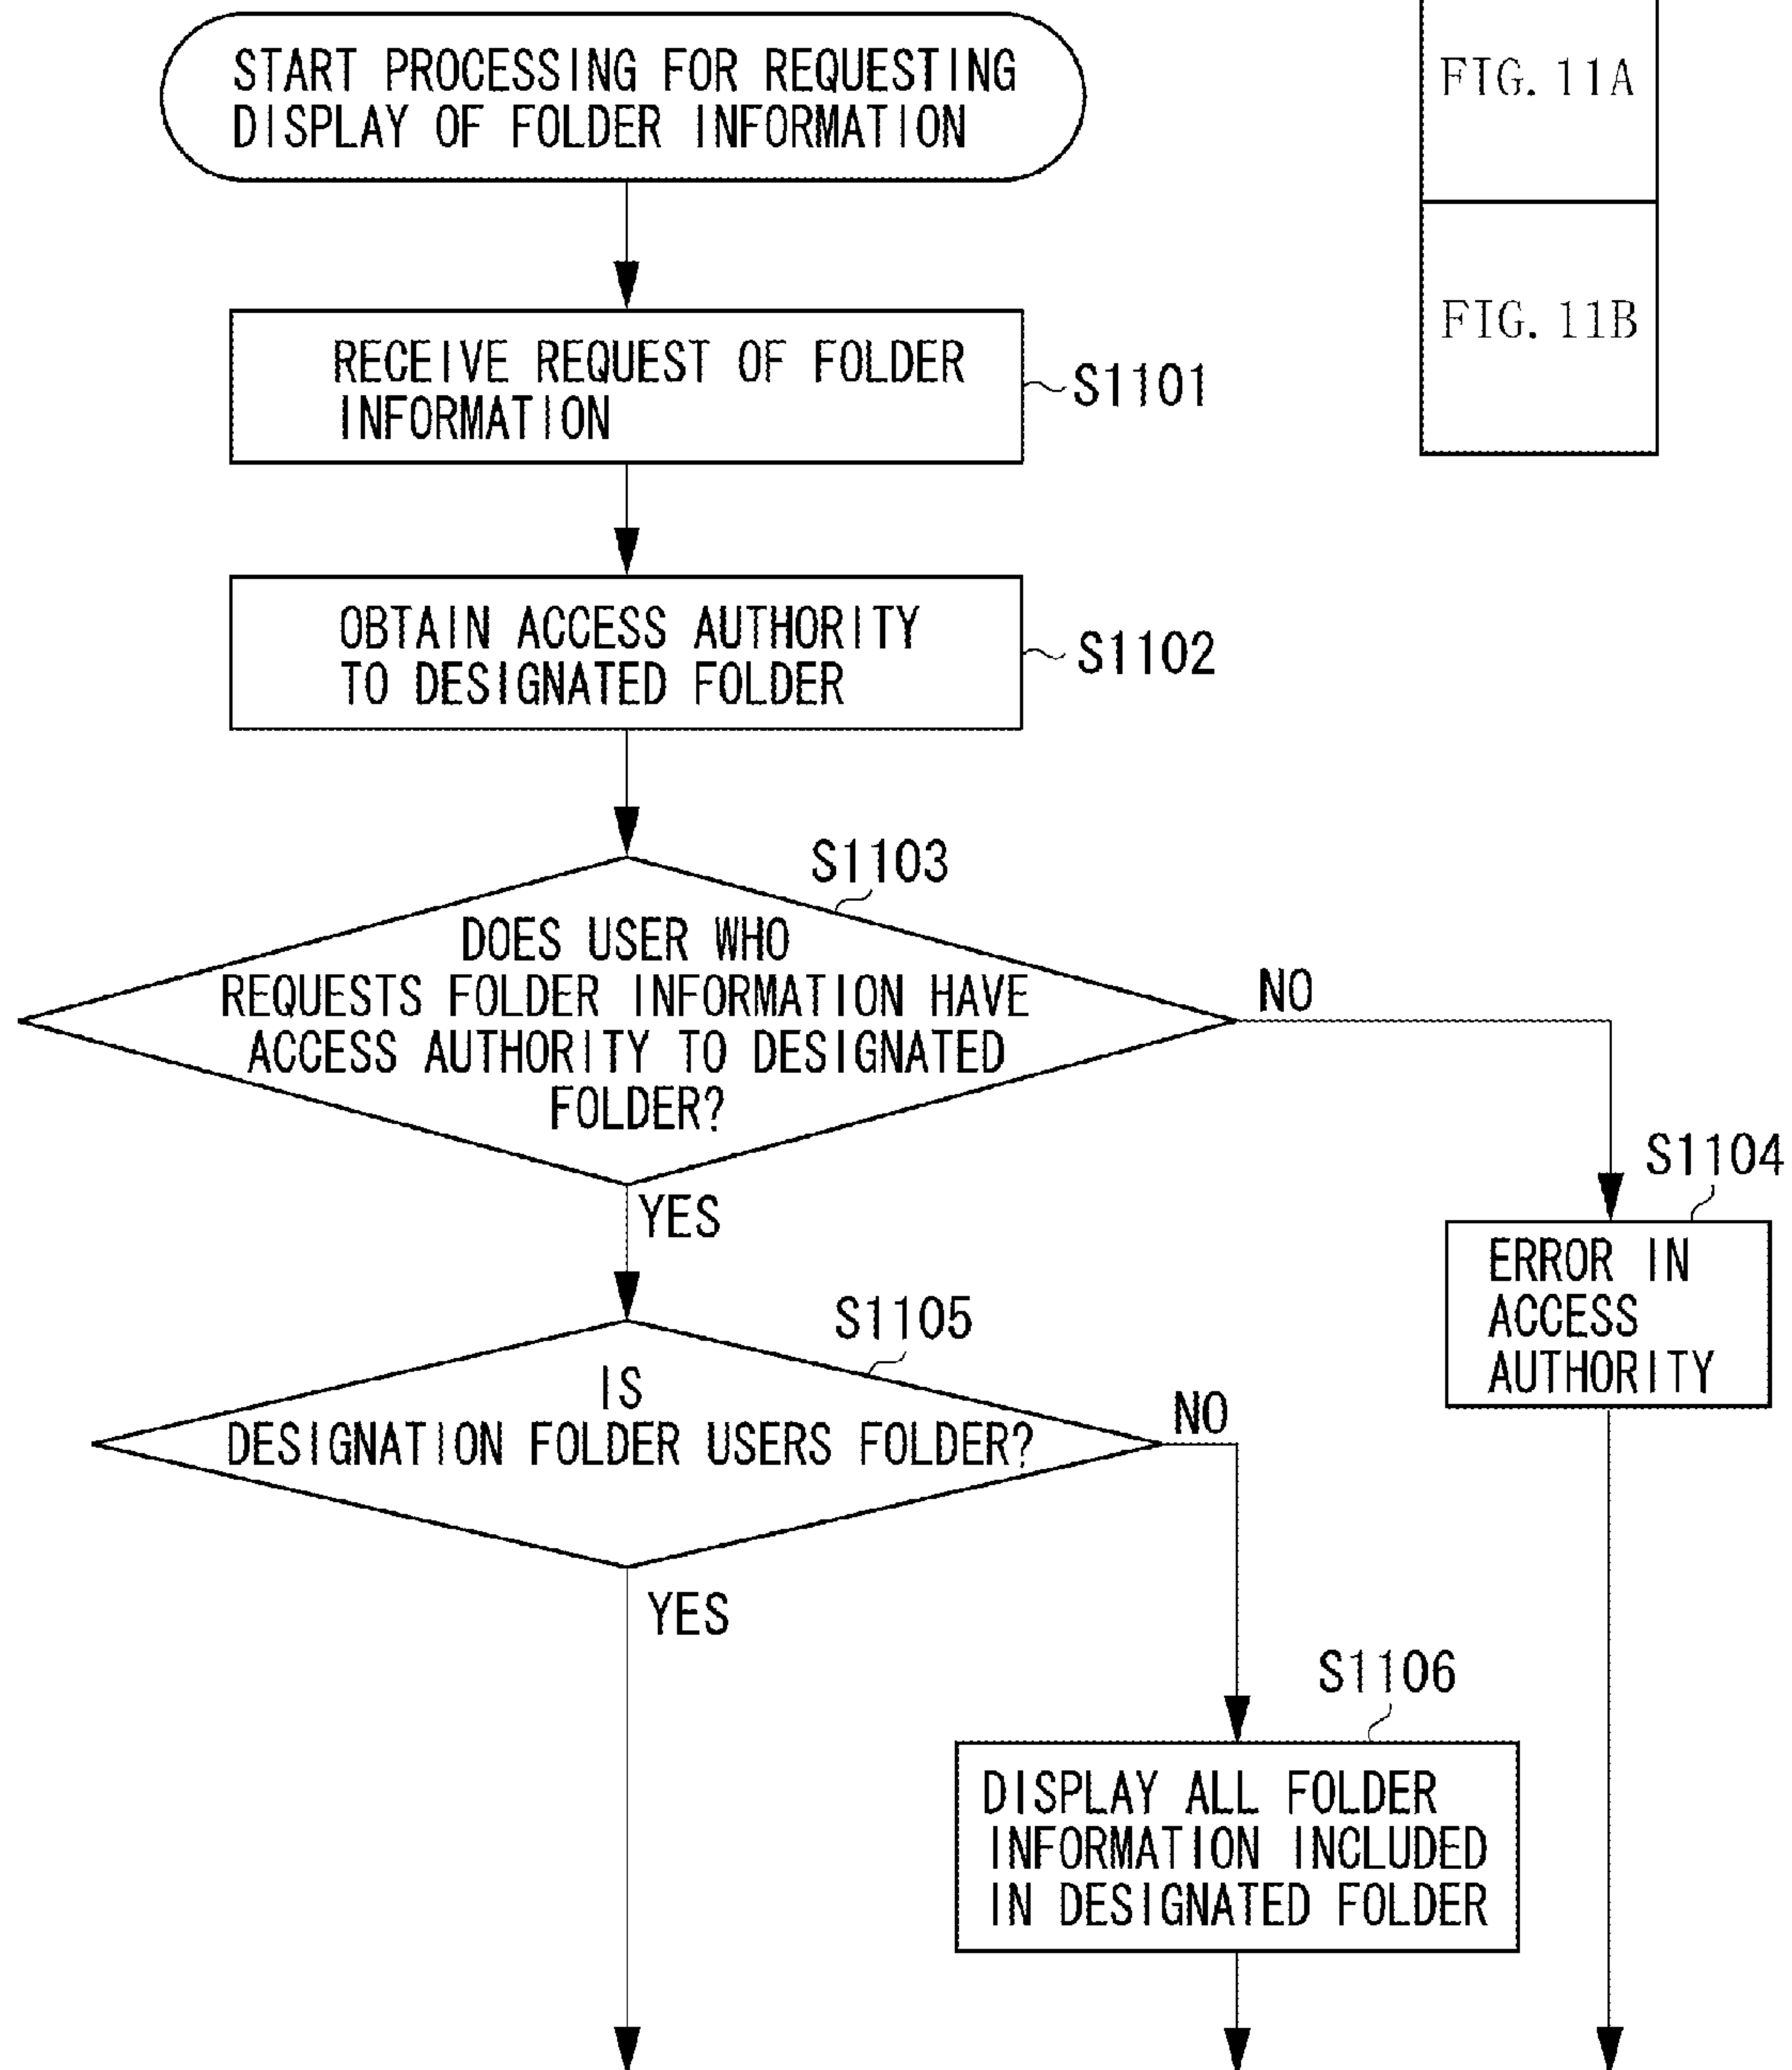 START PROCESSING FOR REQUESTING
DISPLAY OF FOLDER INFORMATION
FIG. 11A
FIG. 11B
RECEIVE REQUEST OF FOLDER
INFORMATION
S1101
OBTAIN ACCESS AUTHORITY
TO DESIGNATED FOLDER
S1102
S1103
DOES USER WHO
REQUESTS FOLDER INFORMATION HAVE
ACCESS AUTHORITY TO DESIGNATED
FOLDER?
NO
YES
S1104
ERROR IN
ACCESS
AUTHORITY
S1105
IS
DESIGNATION FOLDER USERS FOLDER?
NO
YES
S1106
DISPLAY ALL FOLDER
INFORMATION INCLUDED
IN DESIGNATED FOLDER